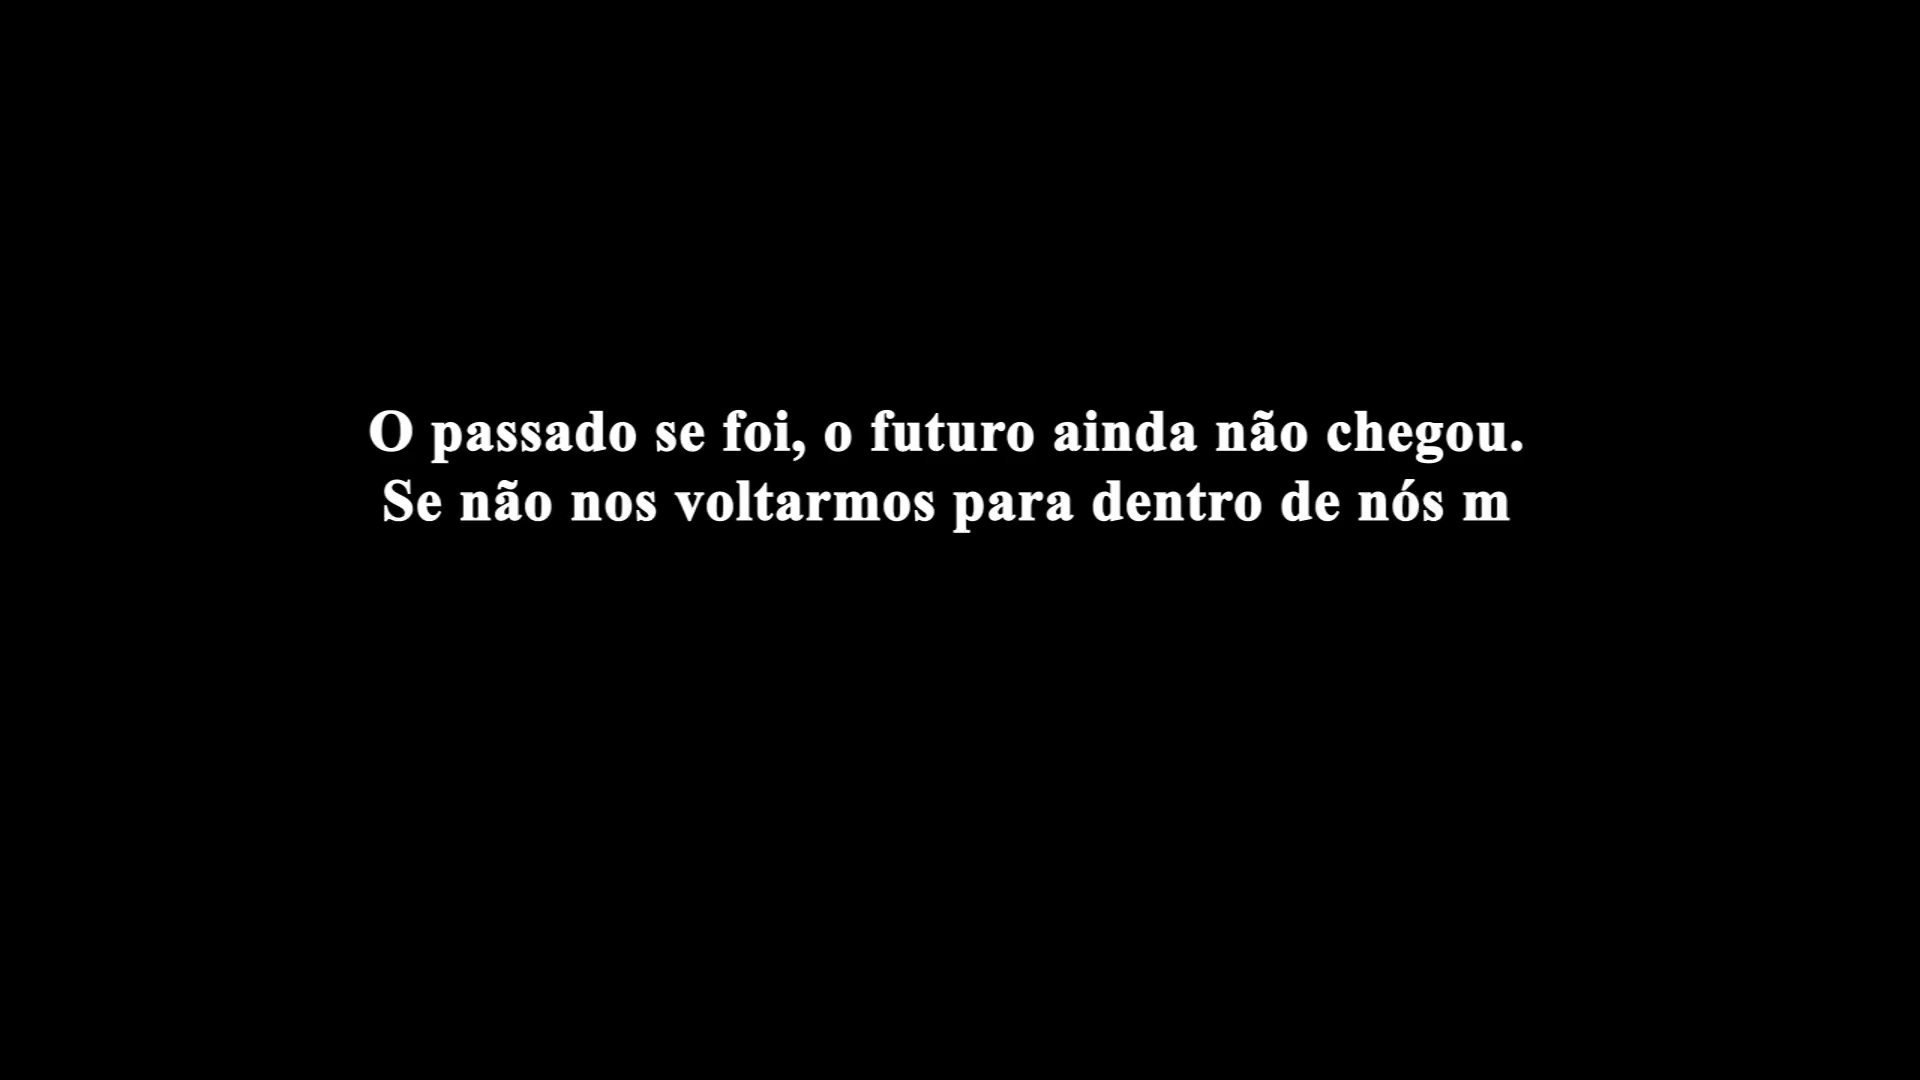 O passado se foi, o futuro ainda não chegou.
Se não nos voltarmos para dentro de nós m